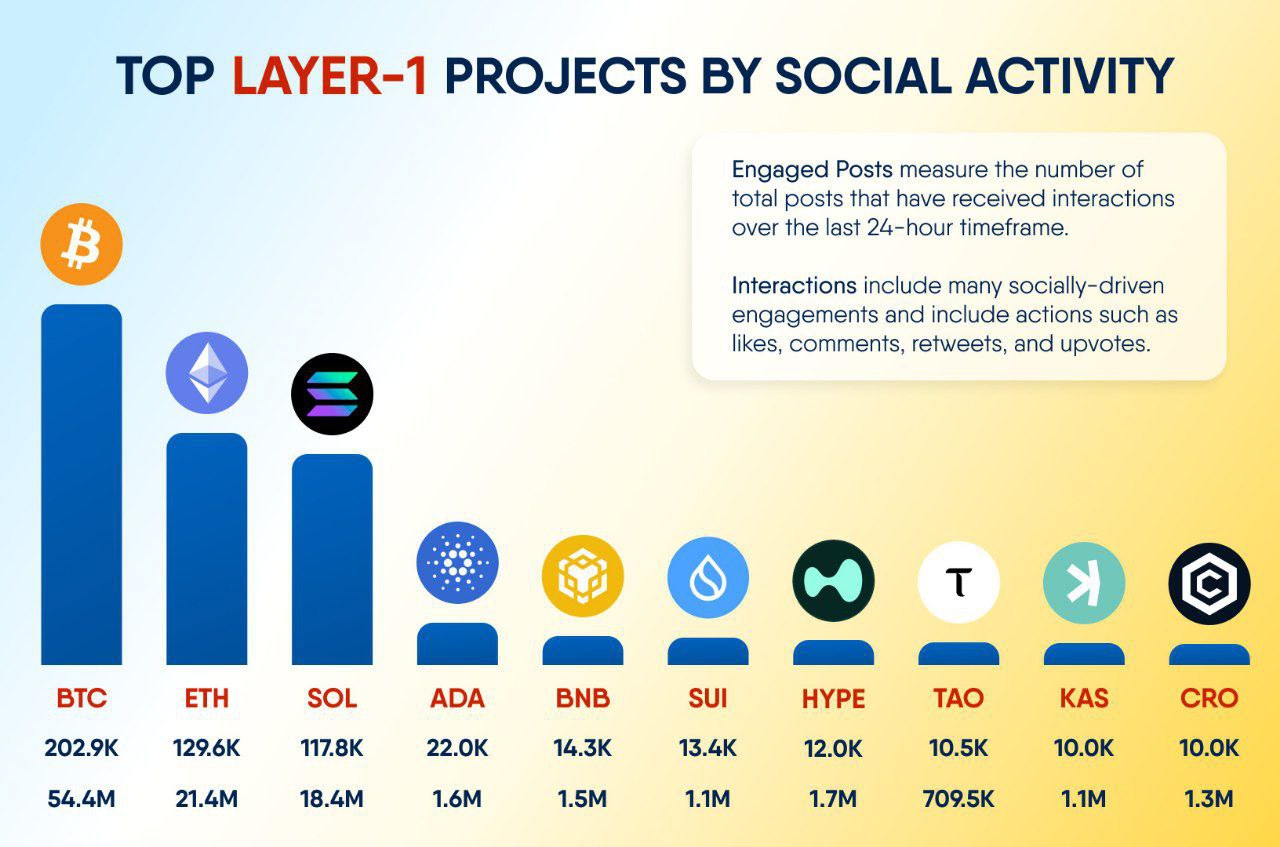 TOP LAYER-1 PROJECTS BY SOCIAL ACTIVITY
Engaged Posts measure the number of
total posts that have received interactions
over the last 24-hour timeframe.
Interactions include many socially-driven
engagements and include actions such as
likes, comments, retweets, and upvotes.
BTC ETH SOL ADA BNB SUI HYPE TAO KAS CRO
202.9K 129.6K 117.8K 22.0K 14.3K 13.4K 12.0K 10.5K 10.0K 10.0K
54.4M 21.4M 18.4M 1.6M 1.5M 1.1M 1.7M 709.5K 1.1M 1.3M